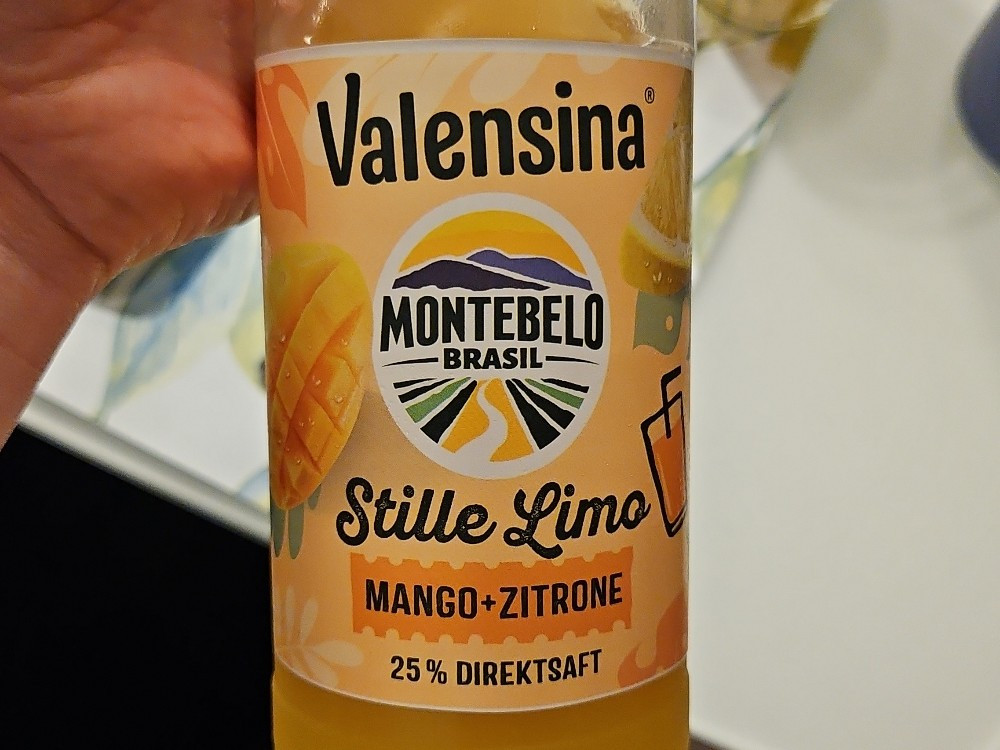 Valensina®
MONTEBELO
BRASIL
Stille Limo
MANGO+ZITRONE
25% DIREKTSAFT